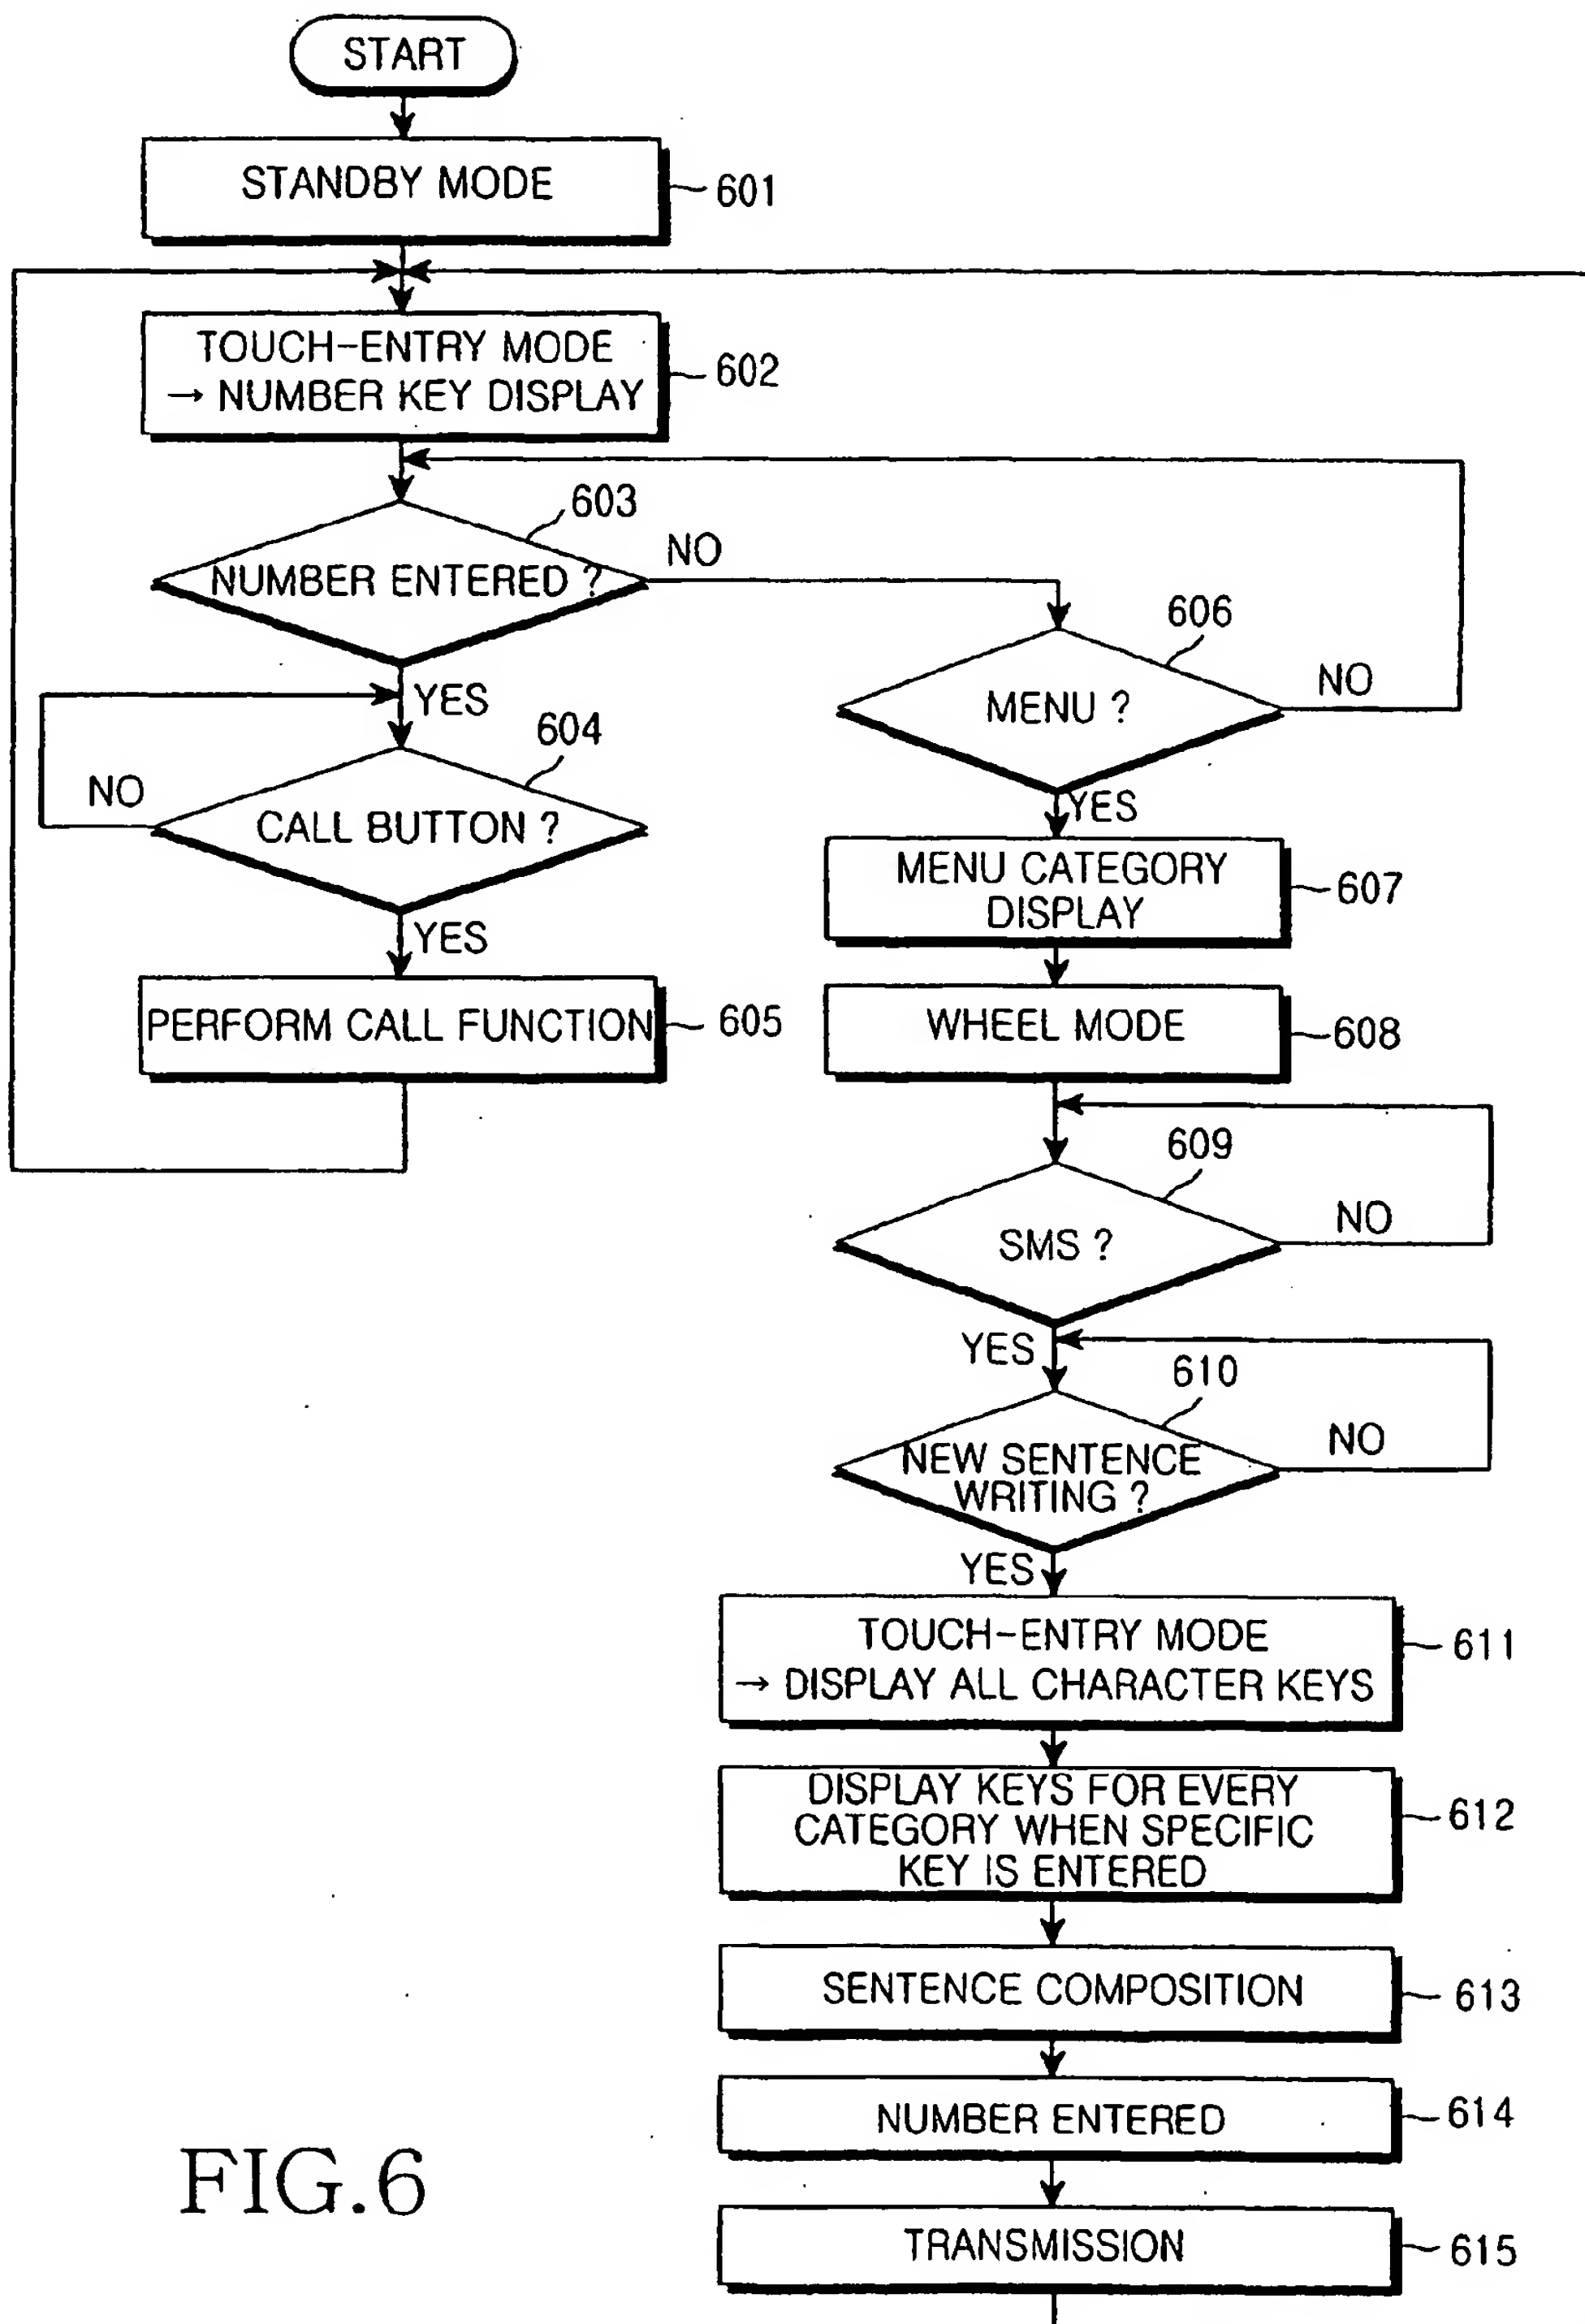 START
STANDBY MODE
601
TOUCH-ENTRY MODE
→ NUMBER KEY DISPLAY
602
603
NUMBER ENTERED ?
NO
YES
604
NO
CALL BUTTON ?
YES
PERFORM CALL FUNCTION
605
606
MENU ?
NO
YES
MENU CATEGORY
DISPLAY
607
WHEEL MODE
608
609
SMS ?
NO
YES
610
NEW SENTENCE
WRITING ?
NO
YES
TOUCH-ENTRY MODE
→ DISPLAY ALL CHARACTER KEYS
611
DISPLAY KEYS FOR EVERY
CATEGORY WHEN SPECIFIC
KEY IS ENTERED
612
SENTENCE COMPOSITION
613
NUMBER ENTERED
614
TRANSMISSION
615
FIG.6